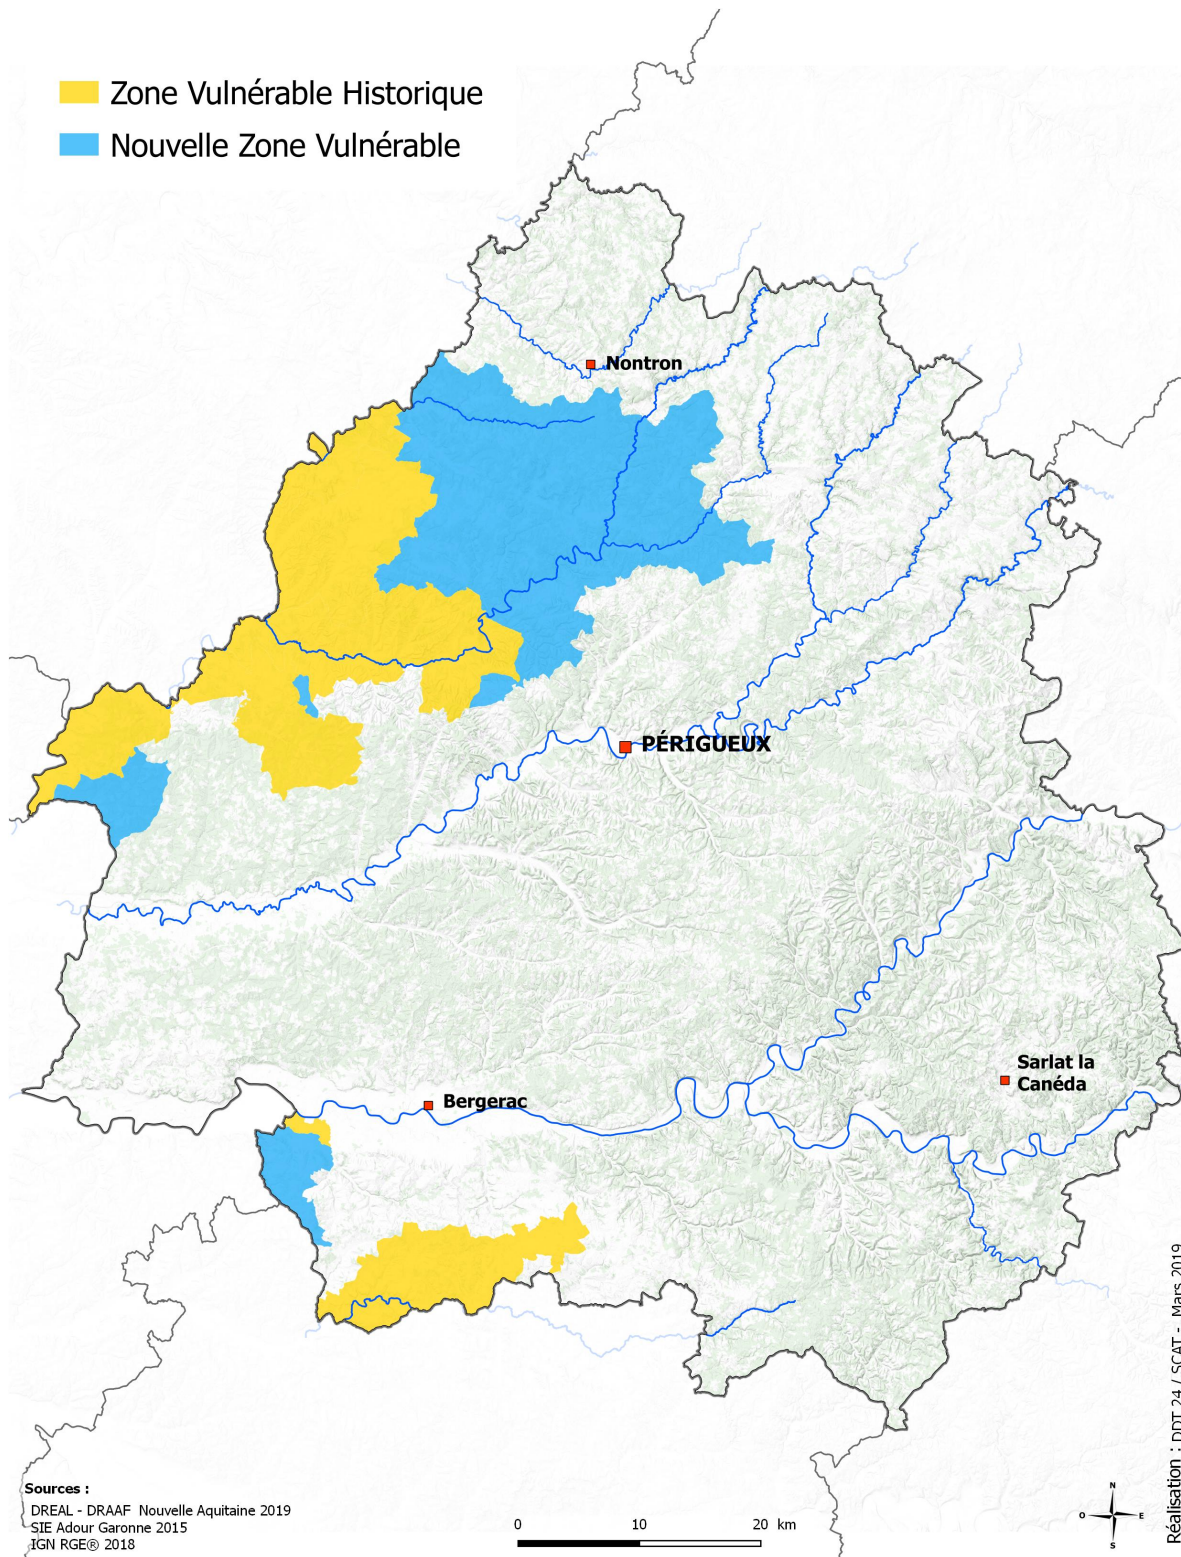 Zone Vulnérable Historique
Nouvelle Zone Vulnérable
Nontron
PÉRIGUEUX
Sarlat la
Canéda
Bergerac
Sources :
DREAL - DRAAF Nouvelle Aquitaine 2019
SIE Adour Garonne 2015
IGN RGE® 2018
0 10 20 km
N
O E
S
Réalisation : DDT 24 / SCAT - Mars 2019